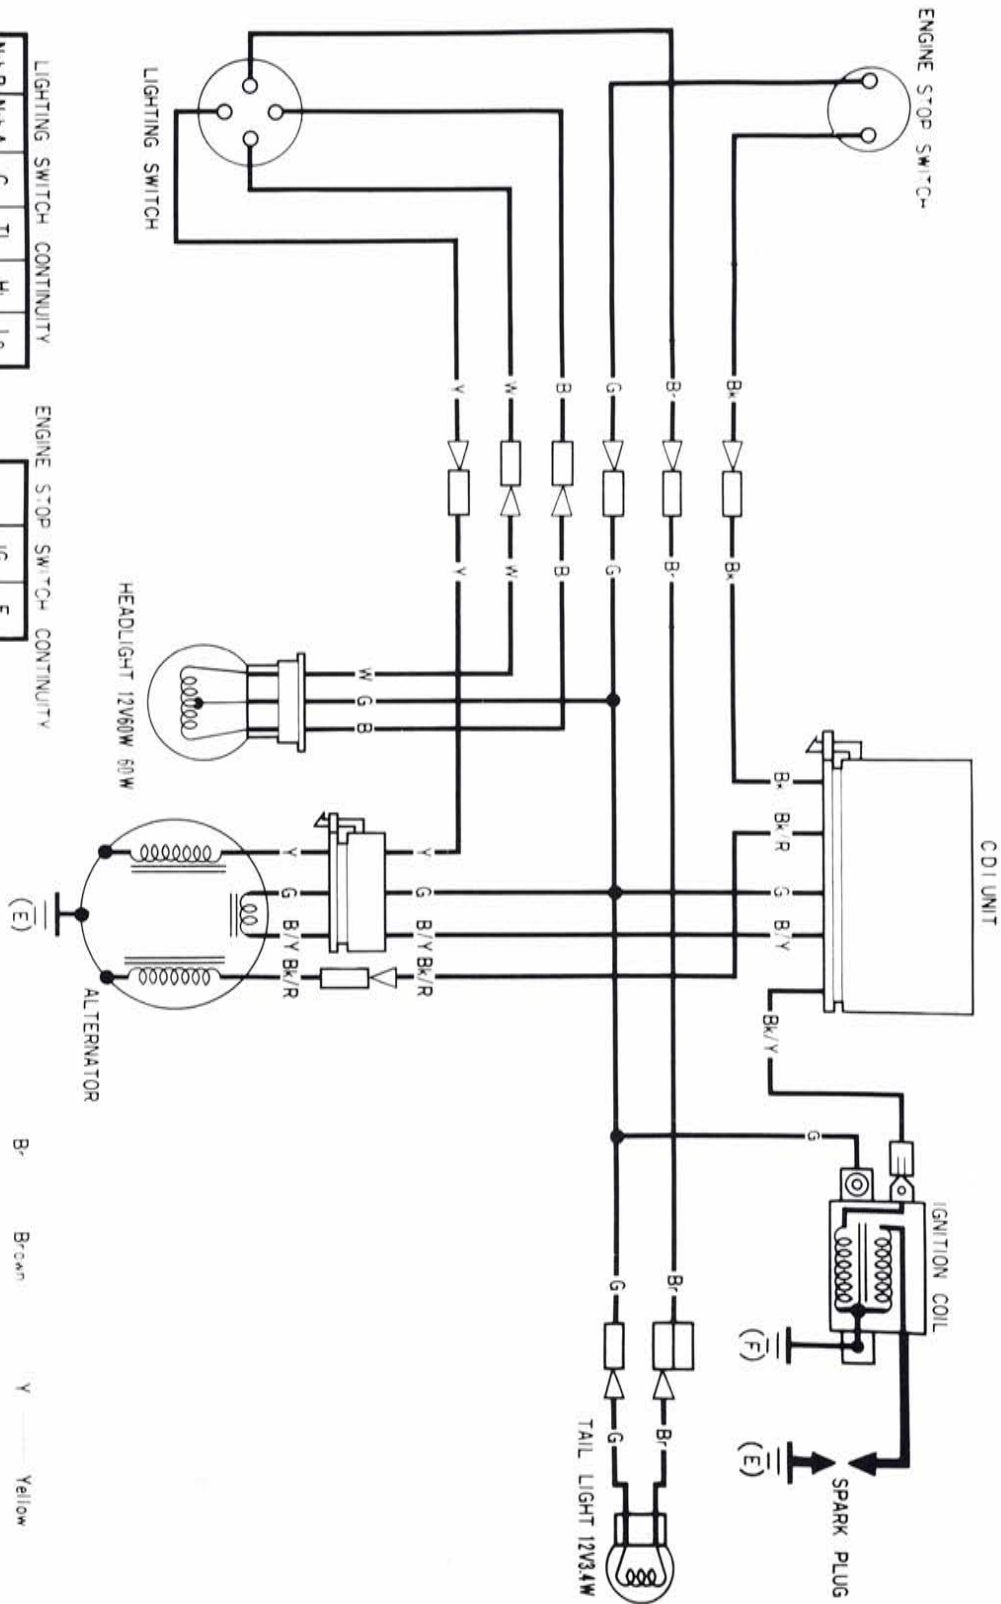 ENGINE STOP SWITCH
LIGHTING SWITCH
Bk
Br
G
B
W
Y
Bk
Br
G
B
W
Y
HEADLIGHT 12V60W 60W
W
G
B
CDI UNIT
Bk
Bk/R
G
B/Y
Bk/Y
Y
G
B/Y
Bk/R
Y
G
B/Y
Bk/R
ALTERNATOR
(E)
IGNITION COIL
G
SPARK PLUG
(E)
G
Br
G
Br
TAIL LIGHT 12V3.4W
LIGHTING SWITCH CONTINUITY
ENGINE STOP SWITCH CONTINUITY
IG E
Br Brown Y Yellow